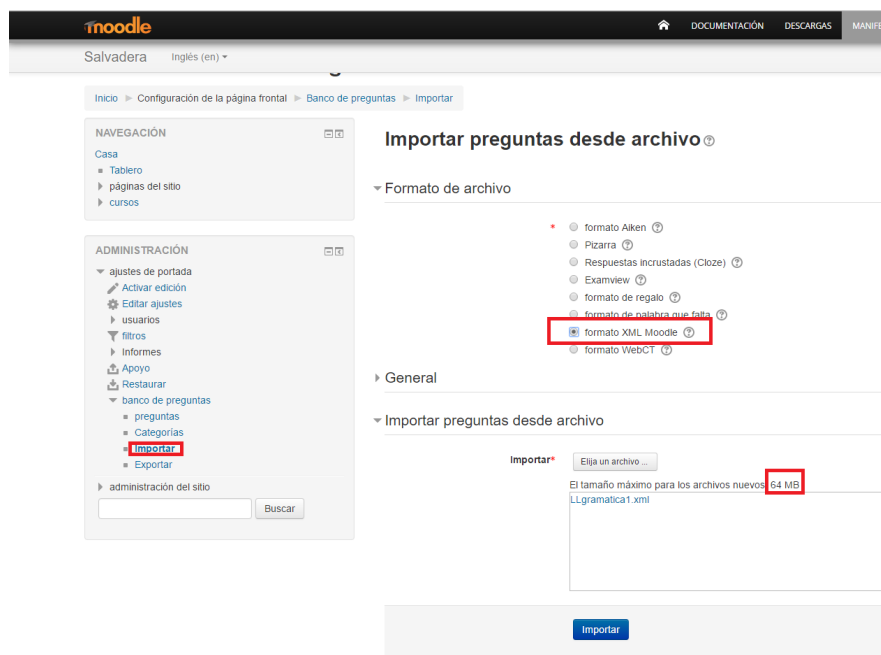 moodle
DOCUMENTACIÓN DESCARGAS MANIFE
Salvadera Inglés (en)
Inicio Configuración de la página frontal Banco de preguntas Importar
NAVEGACIÓN
Casa
Tablero
páginas del sitio
cursos
ADMINISTRACIÓN
ajustes de portada
Activar edición
Editar ajustes
usuarios
filtros
Informes
Apoyo
Restaurar
banco de preguntas
preguntas
Categorías
Importar
Exportar
administración del sitio
Buscar
Importar preguntas desde archivo
Formato de archivo
* formato Aiken
Pizarra
Respuestas incrustadas (Cloze)
Examview
formato de regalo
formato de palabra que falta
formato XML Moodle
formato WebCT
General
Importar preguntas desde archivo
Importar* Elija un archivo ...
El tamaño máximo para los archivos nuevos 64 MB
LLgramatica1.xml
Importar